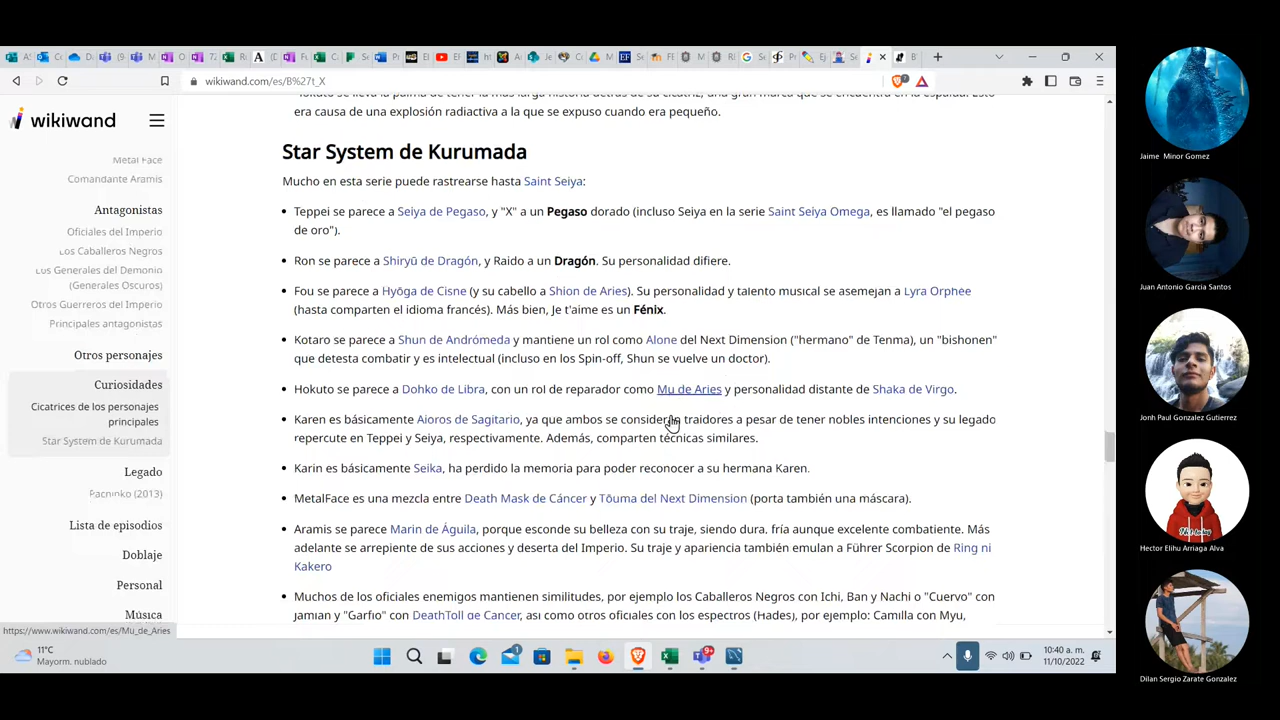 wikiwand.com/es/B%27t_X
wikiwand
Metal Face
Comandante Aramis
Antagonistas
Oficiales del Imperio
Los Caballeros Negros
Los Generales del Demonio
(Generales Oscuros)
Otros Guerreros del Imperio
Principales antagonistas
Otros personajes
Curiosidades
Cicatrices de los personajes
principales
Star System de Kurumada
Legado
Pachinko (2013)
Lista de episodios
Doblaje
Personal
Música
https://www.wikiwand.com/es/Mu_de_Aries
era causa de una explosión radiactiva a la que se expuso cuando era pequeño.
Star System de Kurumada
Mucho en esta serie puede rastrearse hasta Saint Seiya:
• Teppei se parece a Seiya de Pegaso, y "X" a un Pegaso dorado (incluso Seiya en la serie Saint Seiya Omega, es llamado "el pegaso
de oro").
• Ron se parece a Shiryū de Dragón, y Raido a un Dragón. Su personalidad difiere.
• Fou se parece a Hyōga de Cisne (y su cabello a Shion de Aries). Su personalidad y talento musical se asemejan a Lyra Orphee
(hasta comparten el idioma francés). Más bien, Je t'aime es un Fénix.
• Kotaro se parece a Shun de Andrómeda y mantiene un rol como Alone del Next Dimension ("hermano" de Tenma), un "bishonen"
que detesta combatir y es intelectual (incluso en los Spin-off, Shun se vuelve un doctor).
• Hokuto se parece a Dohko de Libra, con un rol de reparador como Mu de Aries y personalidad distante de Shaka de Virgo.
• Karen es básicamente Aioros de Sagitario, ya que ambos se consideran traidores a pesar de tener nobles intenciones y su legado
repercute en Teppei y Seiya, respectivamente. Además, comparten técnicas similares.
• Karin es básicamente Seika, ha perdido la memoria para poder reconocer a su hermana Karen.
• MetalFace es una mezcla entre Death Mask de Cáncer y Tōuma del Next Dimension (porta también una máscara).
• Aramis se parece Marin de Águila, porque esconde su belleza con su traje, siendo dura. fría aunque excelente combatiente. Más
adelante se arrepiente de sus acciones y deserta del Imperio. Su traje y apariencia también emulan a Führer Scorpion de Ring ni
Kakero
• Muchos de los oficiales enemigos mantienen similitudes, por ejemplo los Caballeros Negros con Ichi, Ban y Nachi o "Cuervo" con
Jamian y "Garfio" con DeathToll de Cancer, asi como otros oficiales con los espectros (Hades), por ejemplo: Camilla con Myu,
11°C
Mayorm. nublado
10:40 a. m.
11/10/2022
Jaime Minor Gomez
Juan Antonio Garcia Santos
Jonh Paul Gonzalez Gutierrez
Hector Elihu Arriaga Alva
Dilan Sergio Zarate Gonzalez